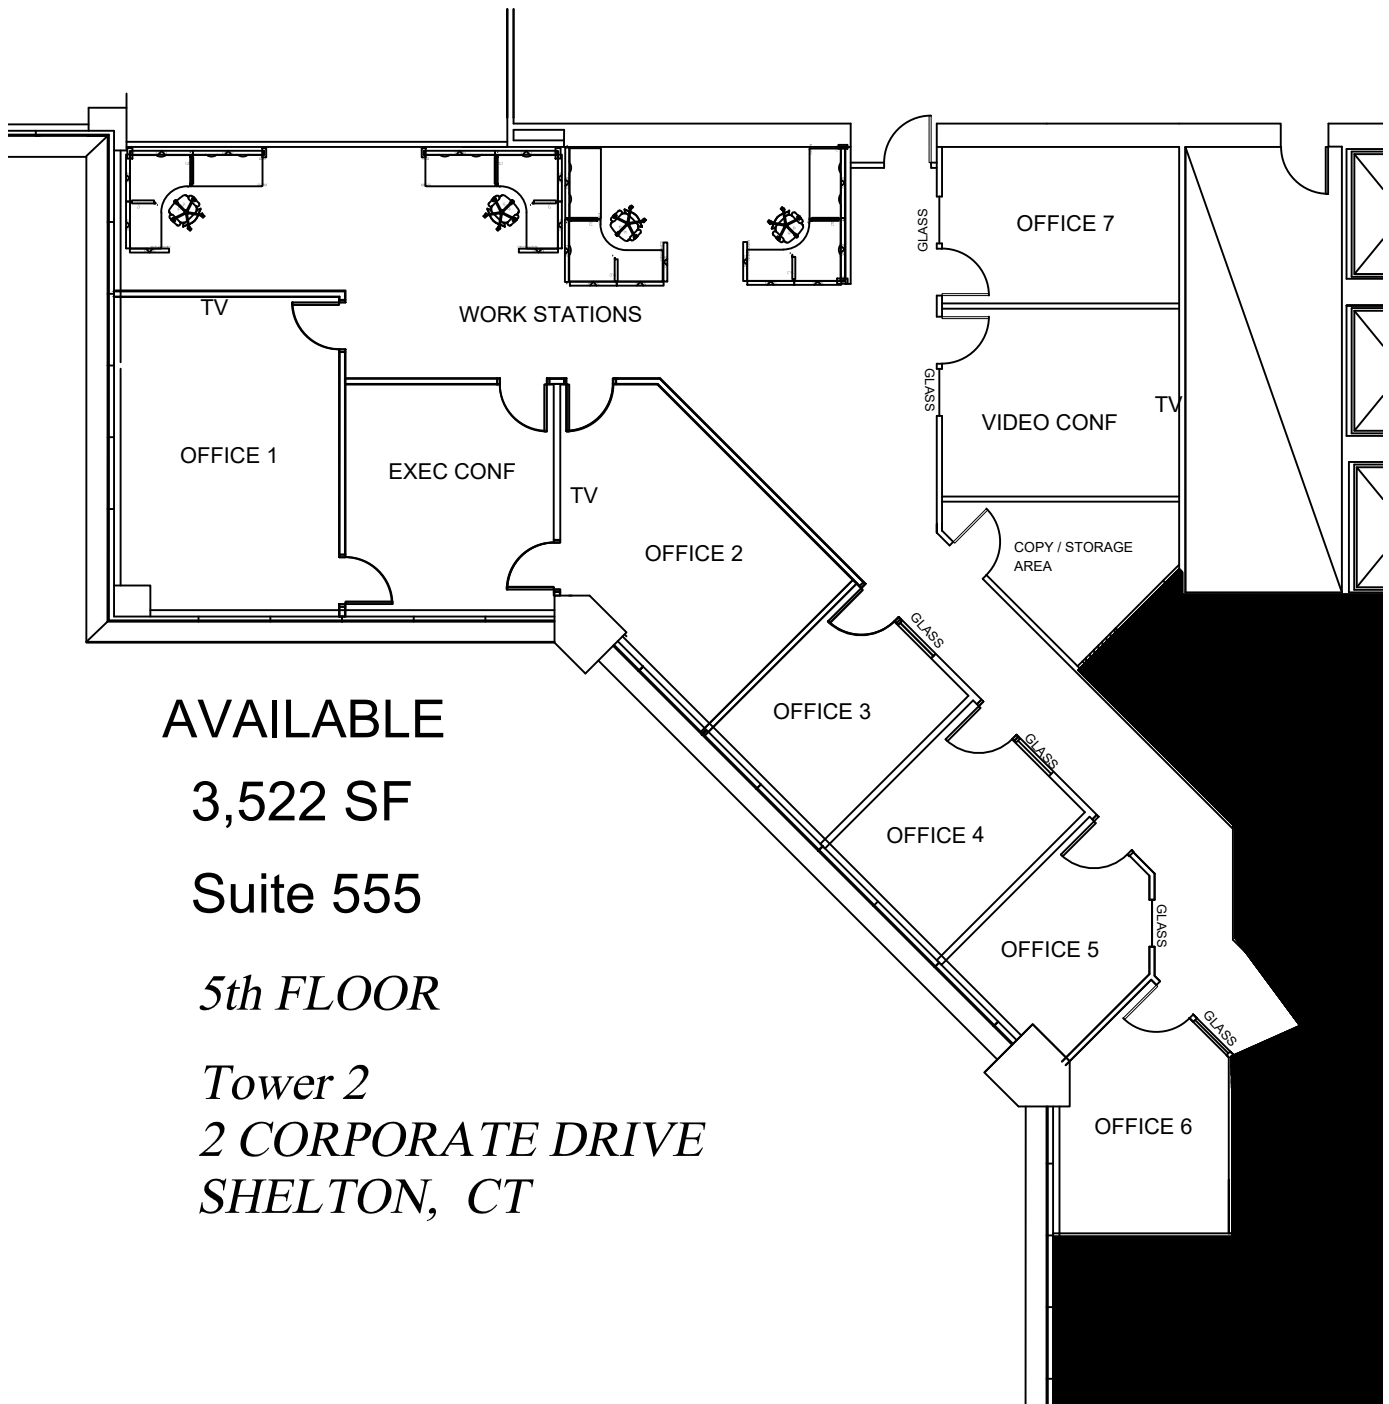 OFFICE 7
GLASS
TV
WORK STATIONS
GLASS
TV
VIDEO CONF
OFFICE 1
EXEC CONF
TV
OFFICE 2
COPY / STORAGE
AREA
GLASS
OFFICE 3
GLASS
OFFICE 4
GLASS
OFFICE 5
GLASS
OFFICE 6
AVAILABLE
3,522 SF
Suite 555
5th FLOOR
Tower 2
2 CORPORATE DRIVE
SHELTON, CT